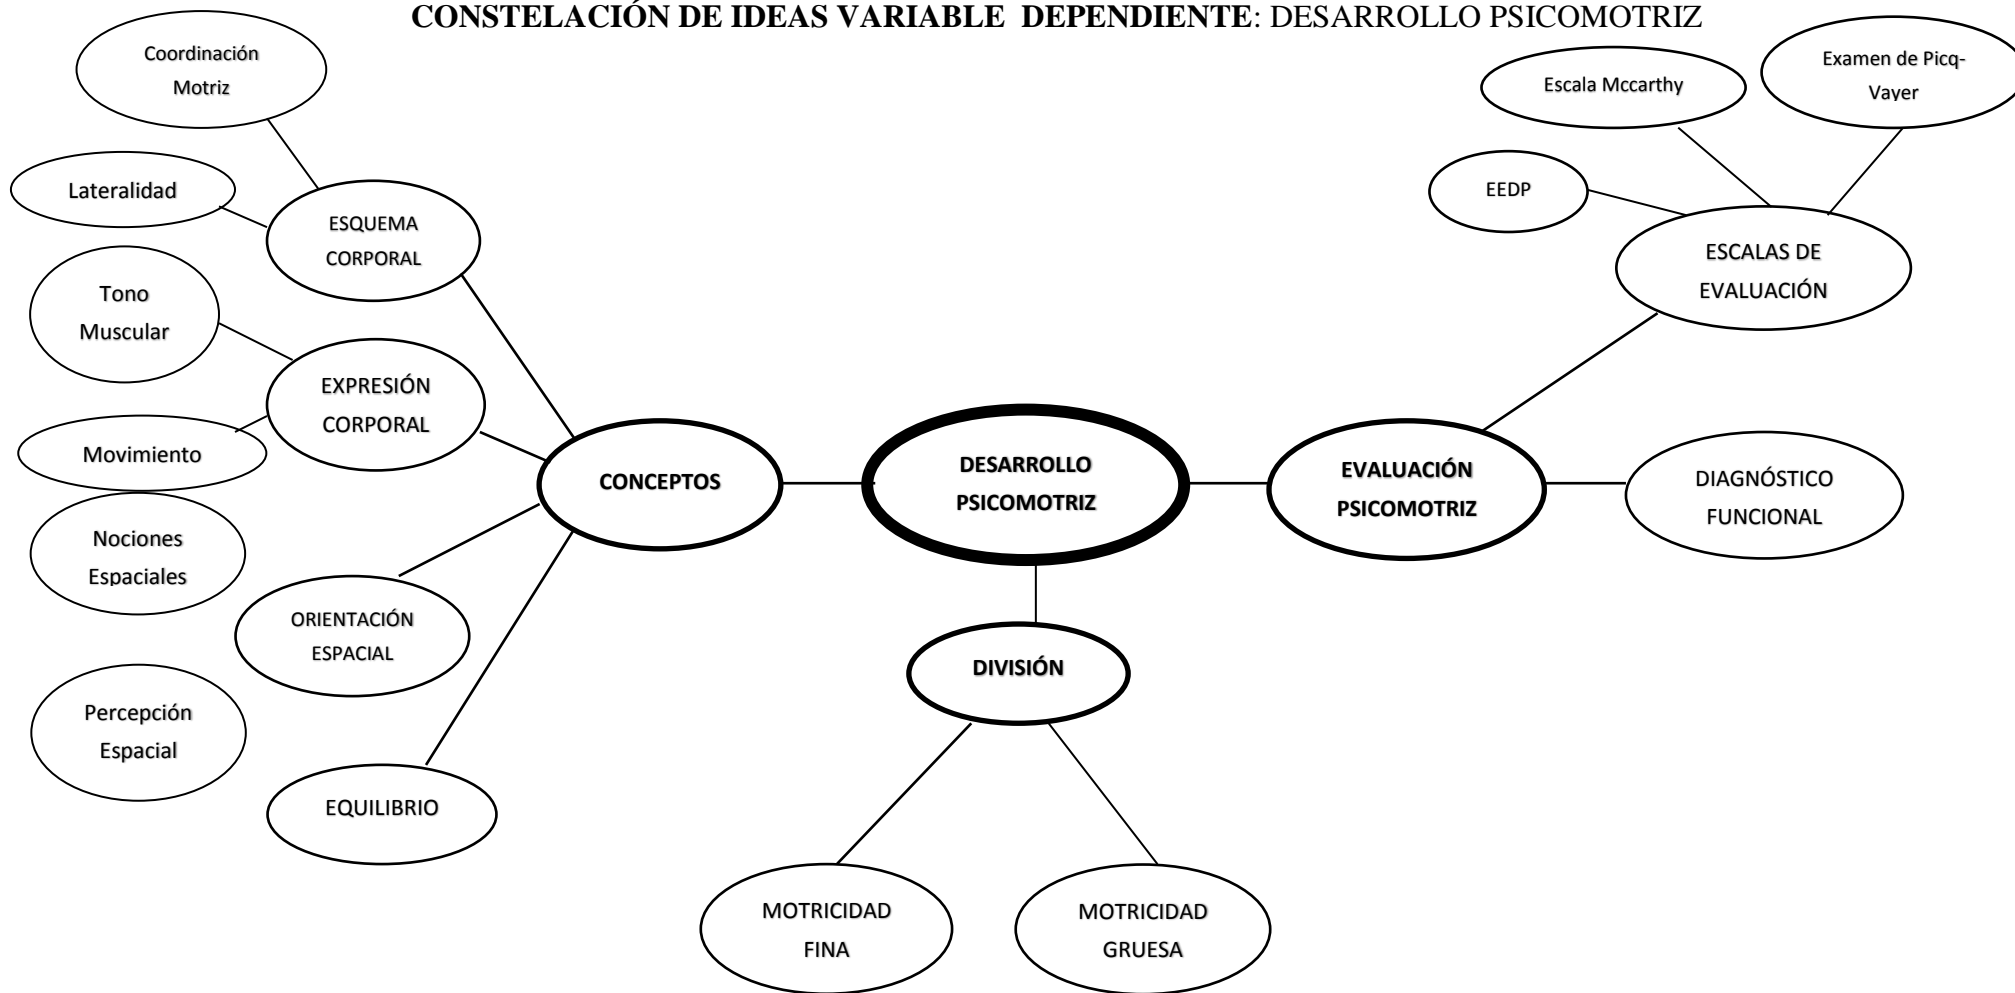 CONSTELACIÓN DE IDEAS VARIABLE DEPENDIENTE: DESARROLLO PSICOMOTRIZ
Coordinación
Motriz
Lateralidad
ESQUEMA
CORPORAL
Tono
Muscular
EXPRESIÓN
CORPORAL
Movimiento
Nociones
Espaciales
ORIENTACIÓN
ESPACIAL
Percepción
Espacial
EQUILIBRIO
CONCEPTOS
DESARROLLO
PSICOMOTRIZ
DIVISIÓN
MOTRICIDAD
FINA
MOTRICIDAD
GRUESA
EVALUACIÓN
PSICOMOTRIZ
Escala Mccarthy
Examen de Picq-
Vayer
EEDP
ESCALAS DE
EVALUACIÓN
DIAGNÓSTICO
FUNCIONAL